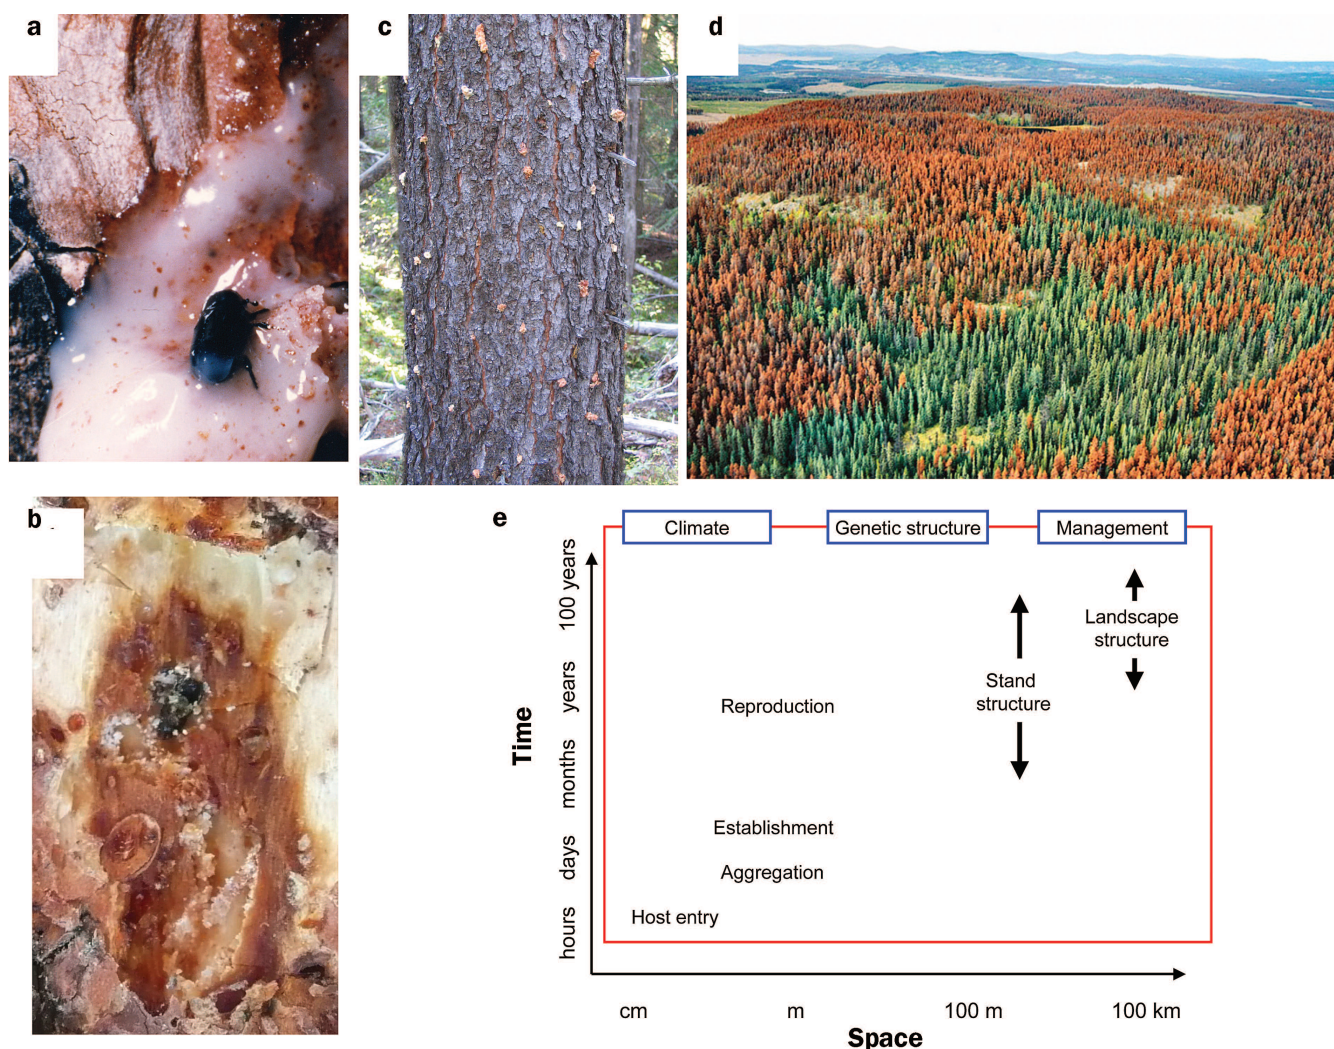 a
c
d
b
e
Climate
Genetic structure
Management
100 years
years
months
days
hours
Time
Landscape
structure
Stand
structure
Reproduction
Establishment
Aggregation
Host entry
cm
m
100 m
100 km
Space